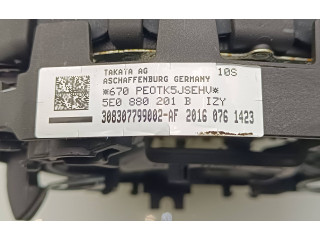 TAKATA AG 10S
ASCHAFFENBURG GERMANY
*670 PEOTK5JSEHV*
5E0 880 201 B IZY
308307799002-AF 2016 076 1423